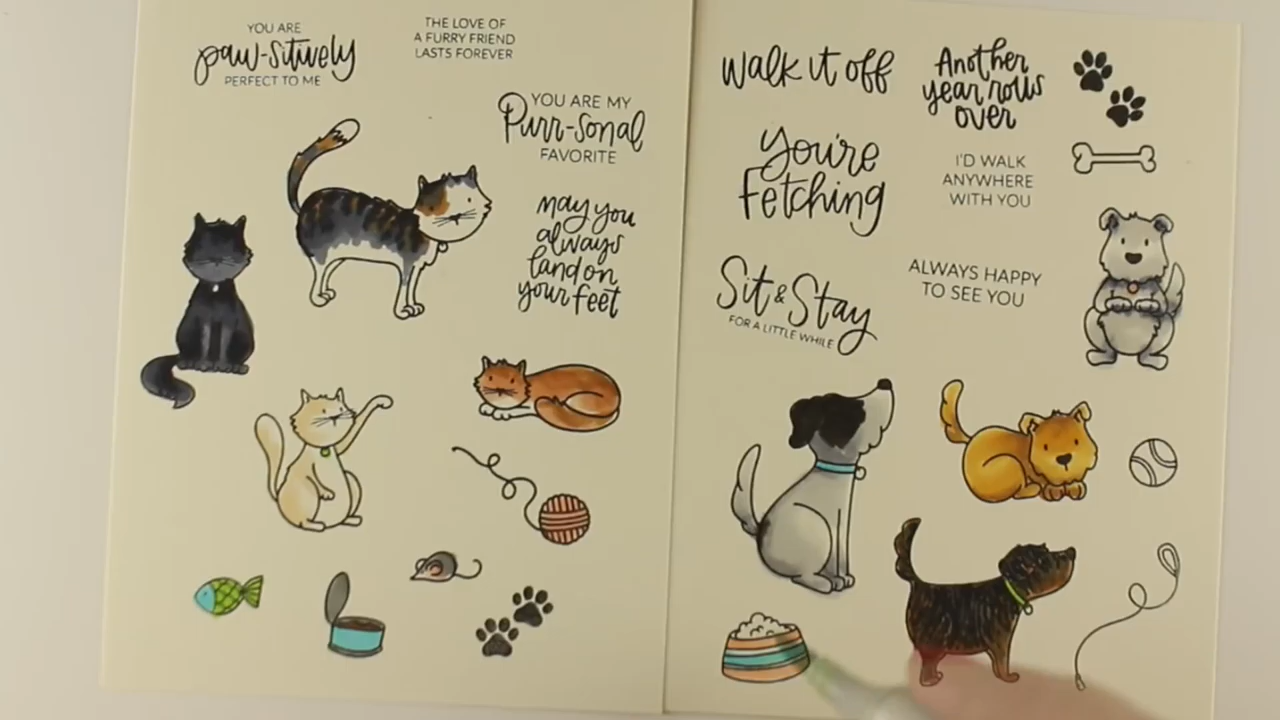 YOU ARE
paw-sitively
PERFECT TO ME
THE LOVE OF
A FURRY FRIEND
LASTS FOREVER
YOU ARE MY
Purr-sonal
FAVORITE
may you
always
land on
your feet
walk it off
Another
year rolls
over
you're
Fetching
I'D WALK
ANYWHERE
WITH YOU
Sit & Stay
FOR A LITTLE WHILE
ALWAYS HAPPY
TO SEE YOU